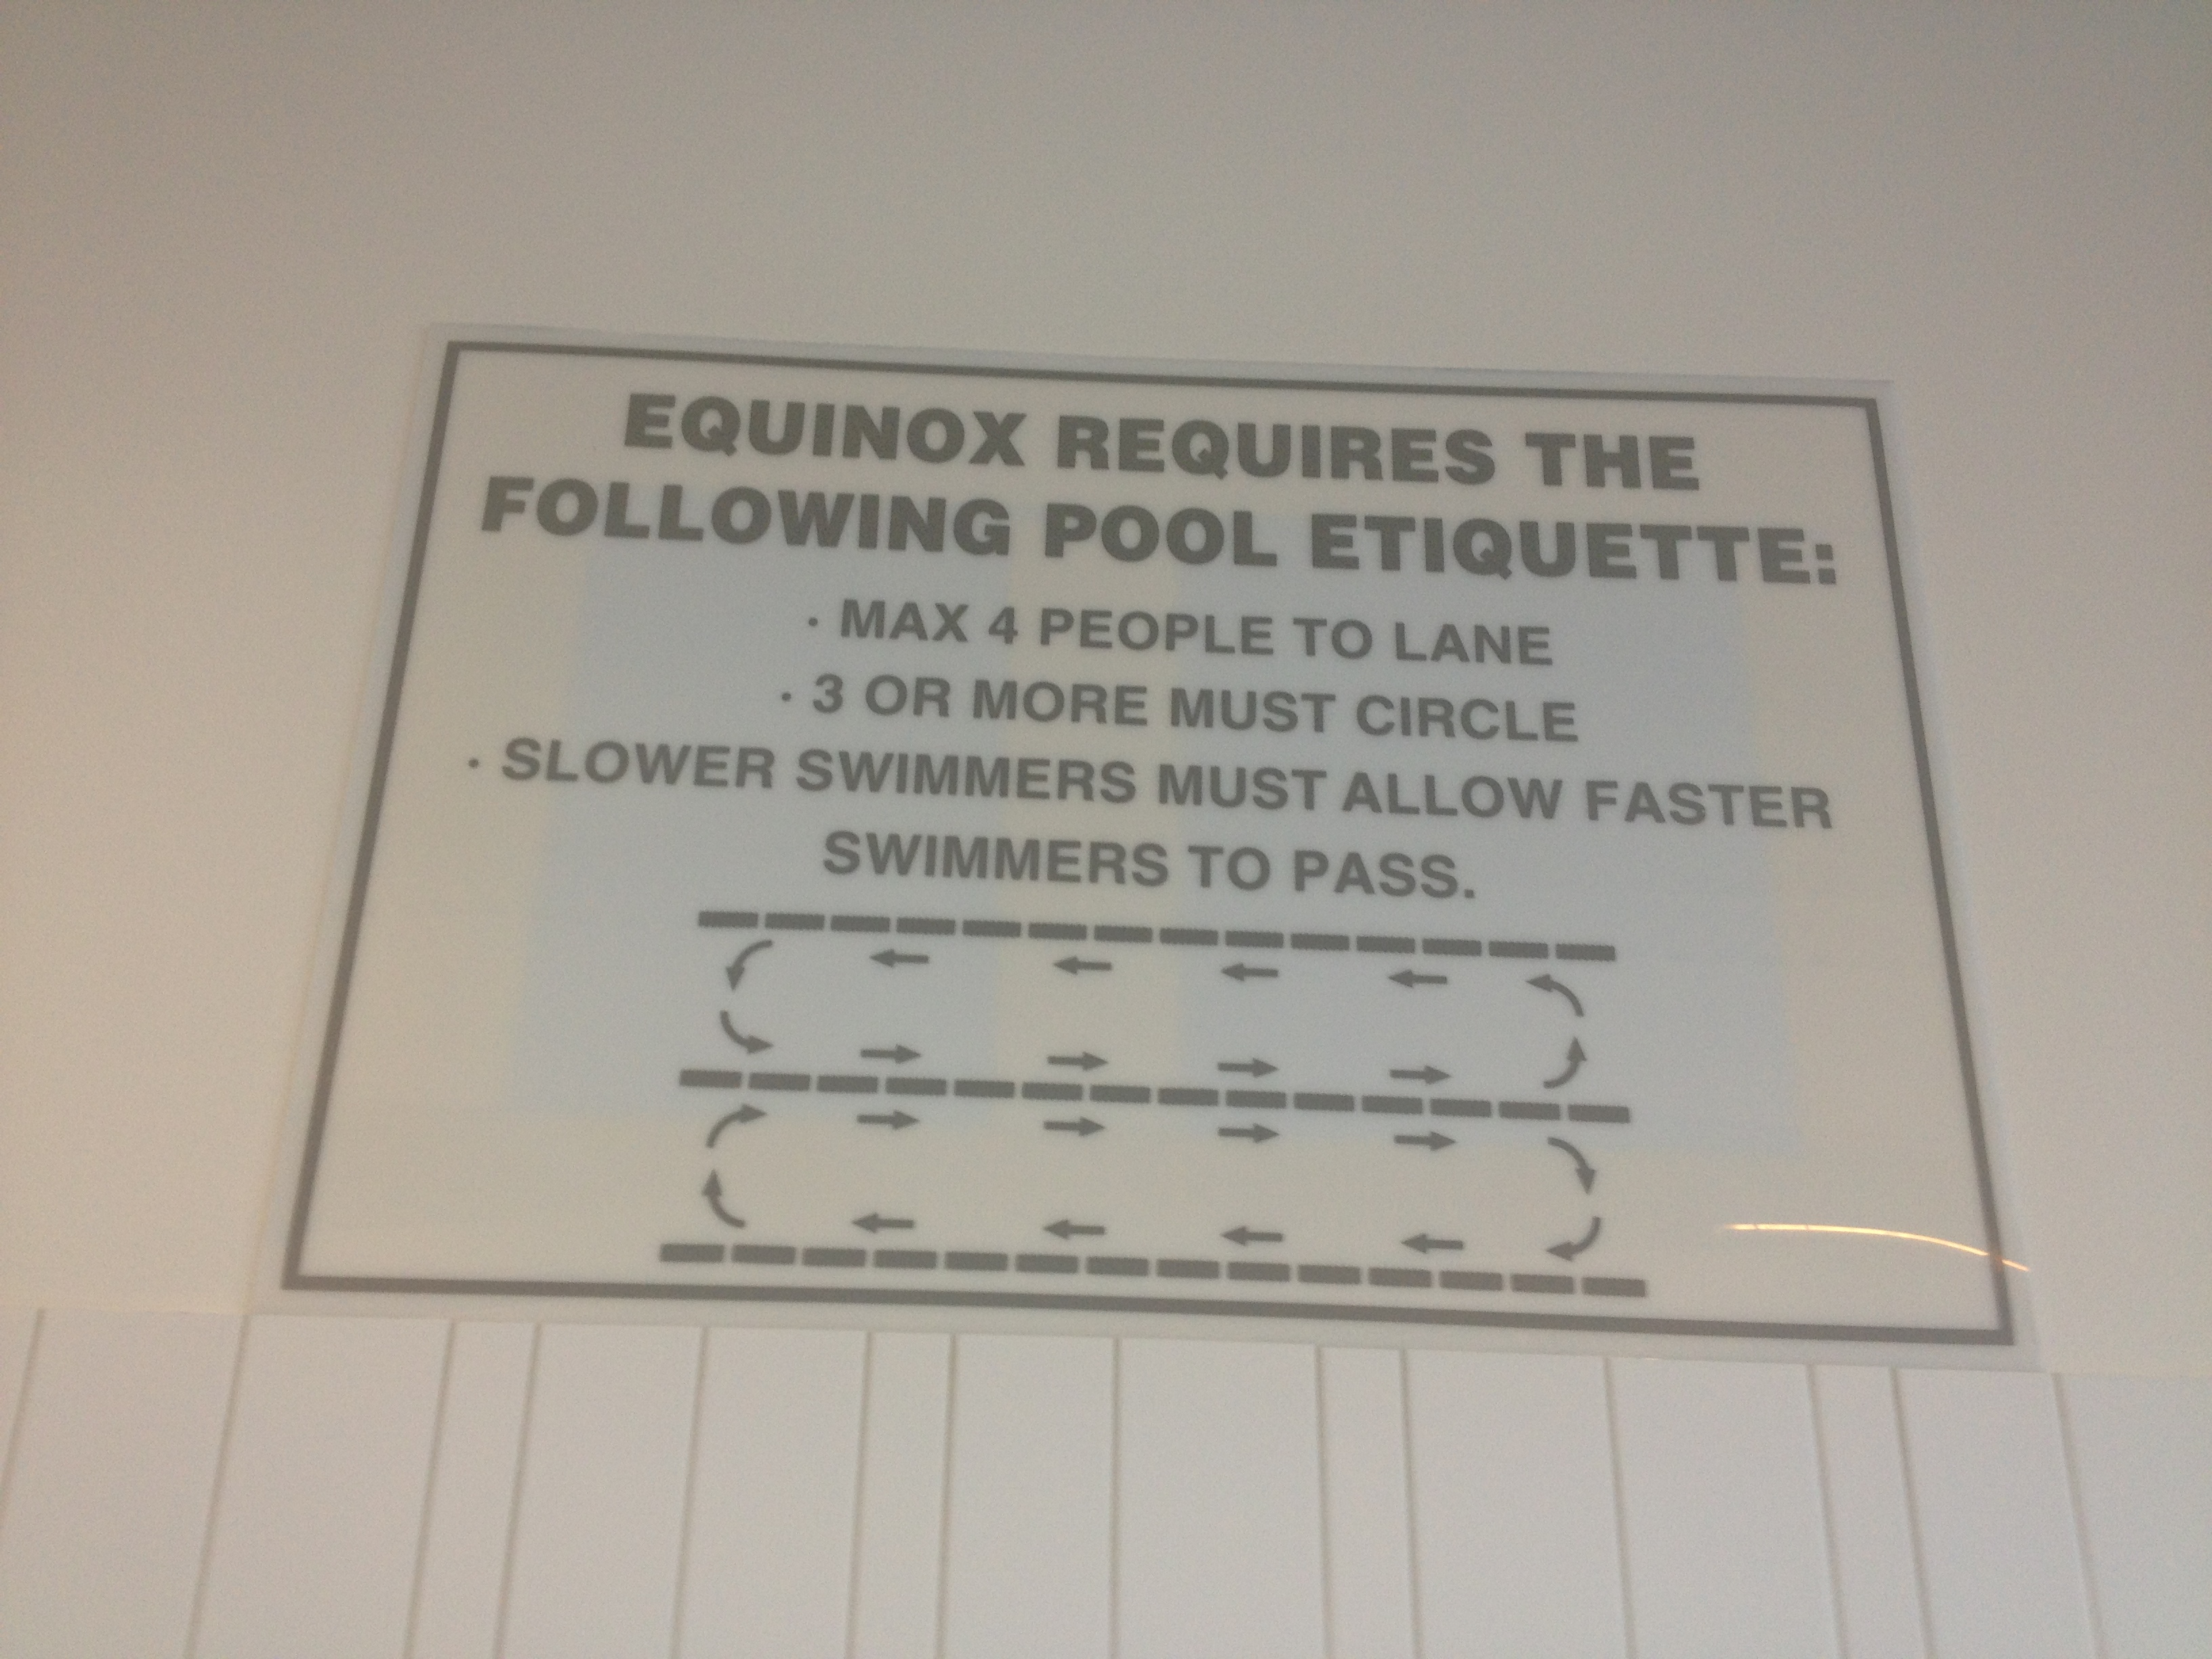 EQUINOX REQUIRES THE
FOLLOWING POOL ETIQUETTE:
· MAX 4 PEOPLE TO LANE
· 3 OR MORE MUST CIRCLE
· SLOWER SWIMMERS MUST ALLOW FASTER
SWIMMERS TO PASS.